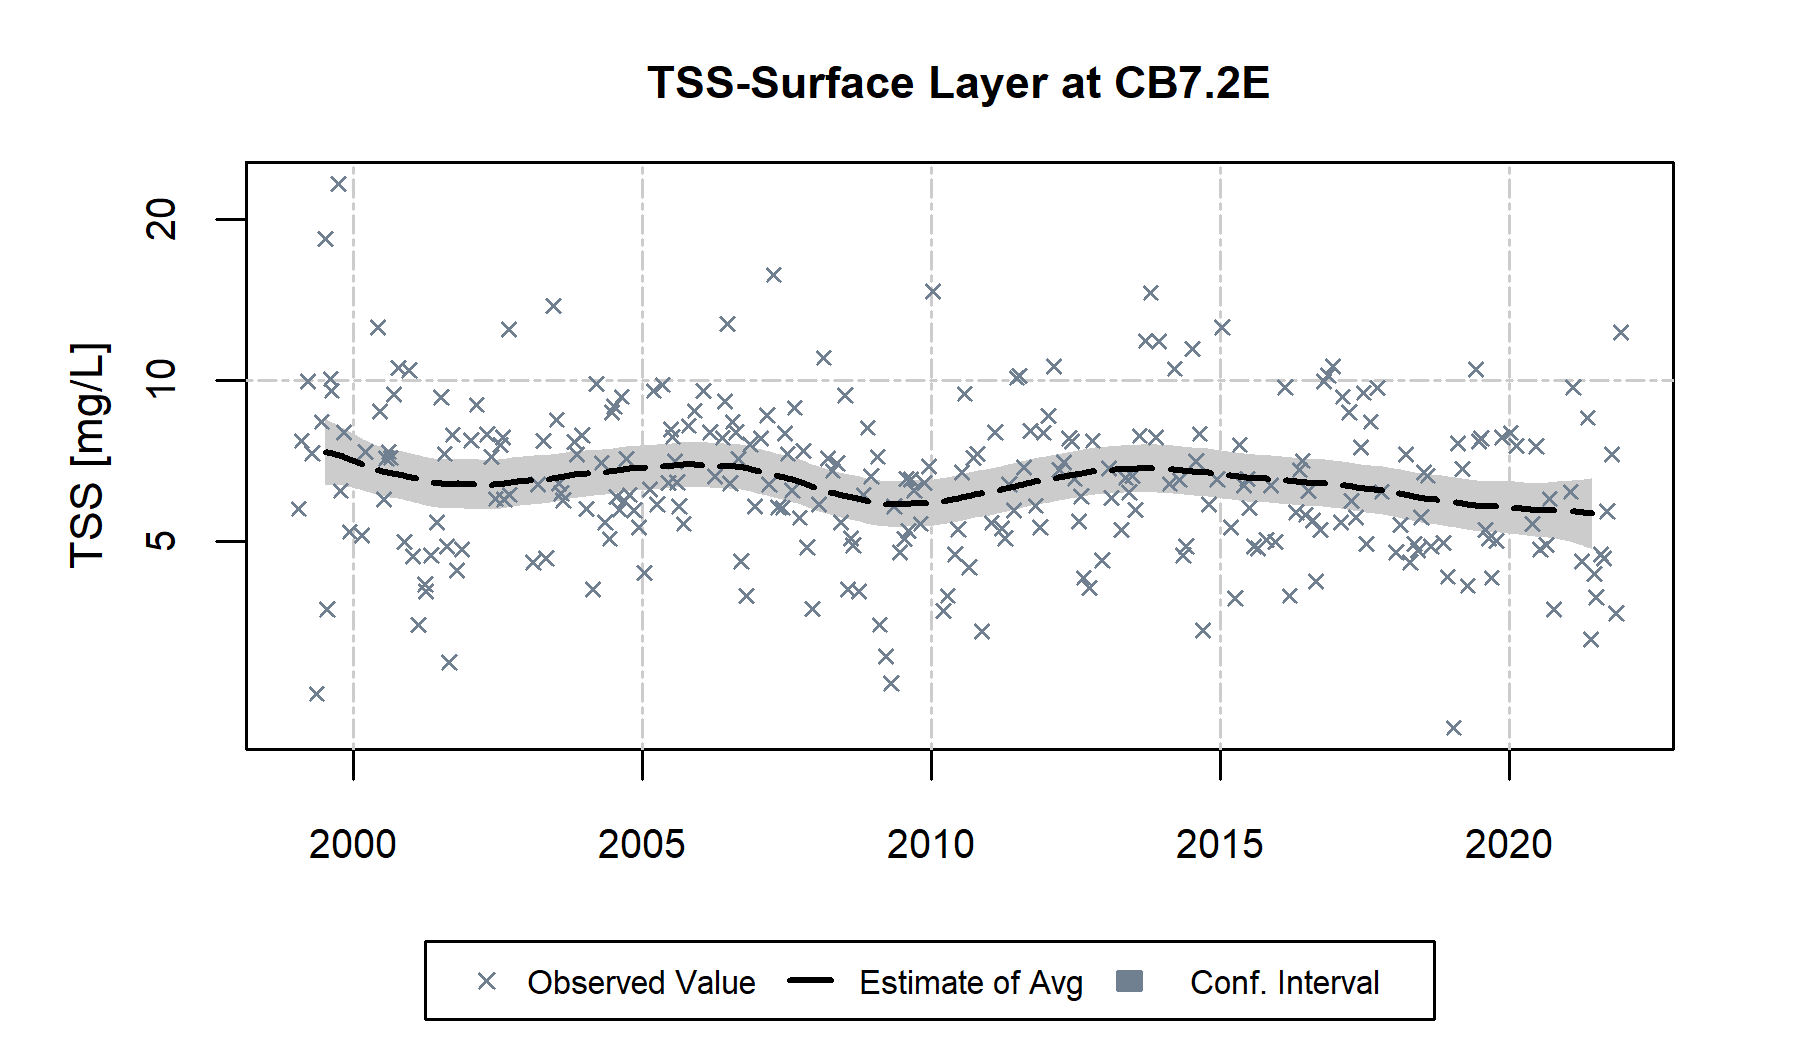 TSS-Surface Layer at CB7.2E
TSS [mg/L]
20
10
5
2000 2005 2010 2015 2020
Observed Value Estimate of Avg Conf. Interval